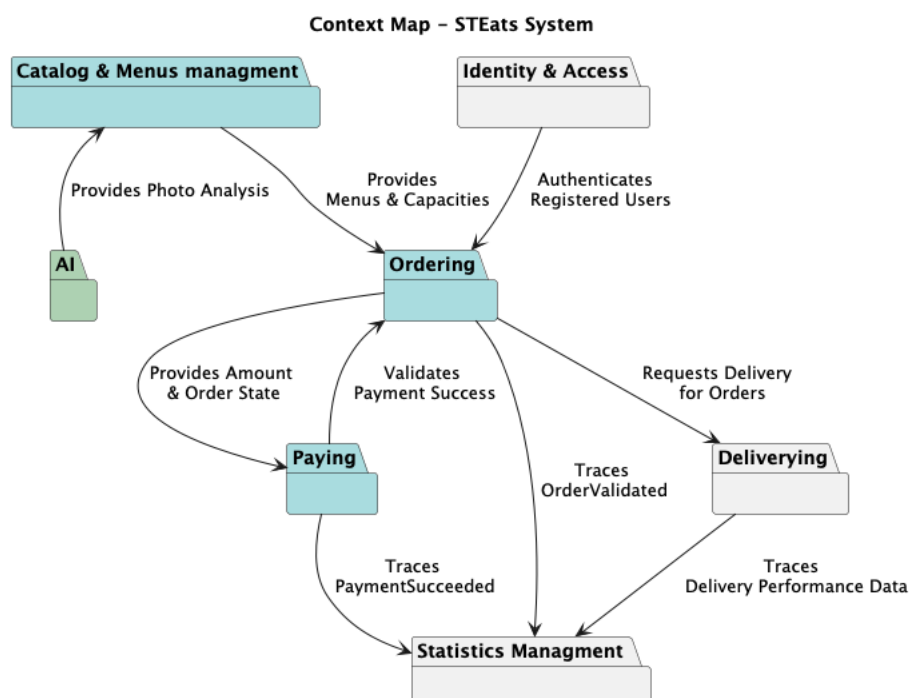 Context Map – STEats System
Catalog & Menus managment
Identity & Access
Provides Photo Analysis
Provides
Menus & Capacities
Authenticates
Registered Users
AI
Ordering
Provides Amount
& Order State
Validates
Payment Success
Requests Delivery
for Orders
Paying
Traces
OrderValidated
Deliverying
Traces
PaymentSucceeded
Traces
Delivery Performance Data
Statistics Managment